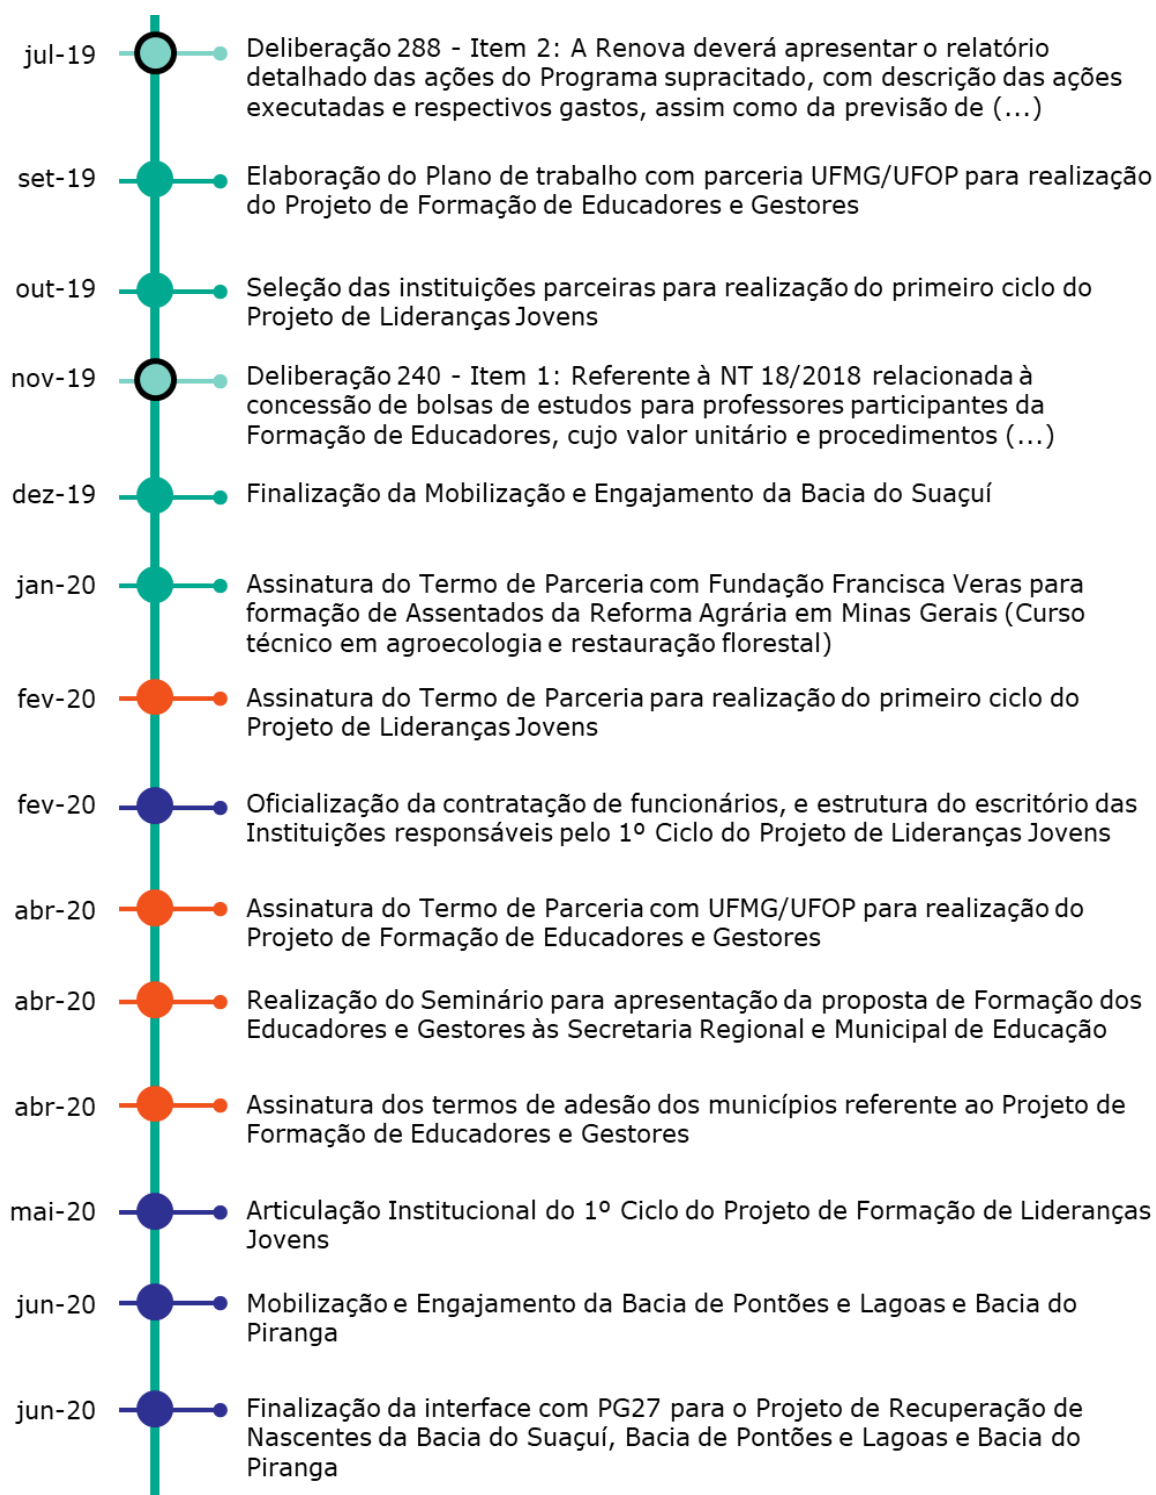 jul-19
Deliberação 288 - Item 2: A Renova deverá apresentar o relatório
detalhado das ações do Programa supracitado, com descrição das ações
executadas e respectivos gastos, assim como da previsão de (...)
set-19
Elaboração do Plano de trabalho com parceria UFMG/UFOP para realização
do Projeto de Formação de Educadores e Gestores
out-19
Seleção das instituições parceiras para realização do primeiro ciclo do
Projeto de Lideranças Jovens
nov-19
Deliberação 240 - Item 1: Referente à NT 18/2018 relacionada à
concessão de bolsas de estudos para professores participantes da
Formação de Educadores, cujo valor unitário e procedimentos (...)
dez-19
Finalização da Mobilização e Engajamento da Bacia do Suaçuí
jan-20
Assinatura do Termo de Parceria com Fundação Francisca Veras para
formação de Assentados da Reforma Agrária em Minas Gerais (Curso
técnico em agroecologia e restauração florestal)
fev-20
Assinatura do Termo de Parceria para realização do primeiro ciclo do
Projeto de Lideranças Jovens
fev-20
Oficialização da contratação de funcionários, e estrutura do escritório das
Instituições responsáveis pelo 1º Ciclo do Projeto de Lideranças Jovens
abr-20
Assinatura do Termo de Parceria com UFMG/UFOP para realização do
Projeto de Formação de Educadores e Gestores
abr-20
Realização do Seminário para apresentação da proposta de Formação dos
Educadores e Gestores às Secretaria Regional e Municipal de Educação
abr-20
Assinatura dos termos de adesão dos municípios referente ao Projeto de
Formação de Educadores e Gestores
mai-20
Articulação Institucional do 1º Ciclo do Projeto de Formação de Lideranças
Jovens
jun-20
Mobilização e Engajamento da Bacia de Pontões e Lagoas e Bacia do
Piranga
jun-20
Finalização da interface com PG27 para o Projeto de Recuperação de
Nascentes da Bacia do Suaçuí, Bacia de Pontões e Lagoas e Bacia do
Piranga